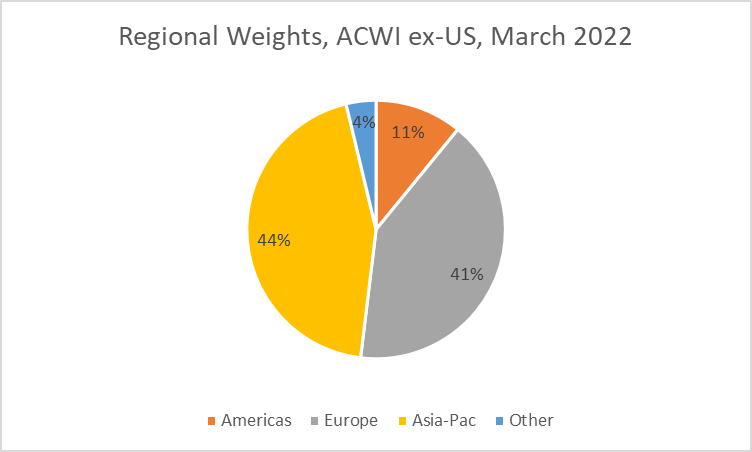 Regional Weights, ACWI ex-US, March 2022
4%
11%
44%
41%
Americas Europe Asia-Pac Other